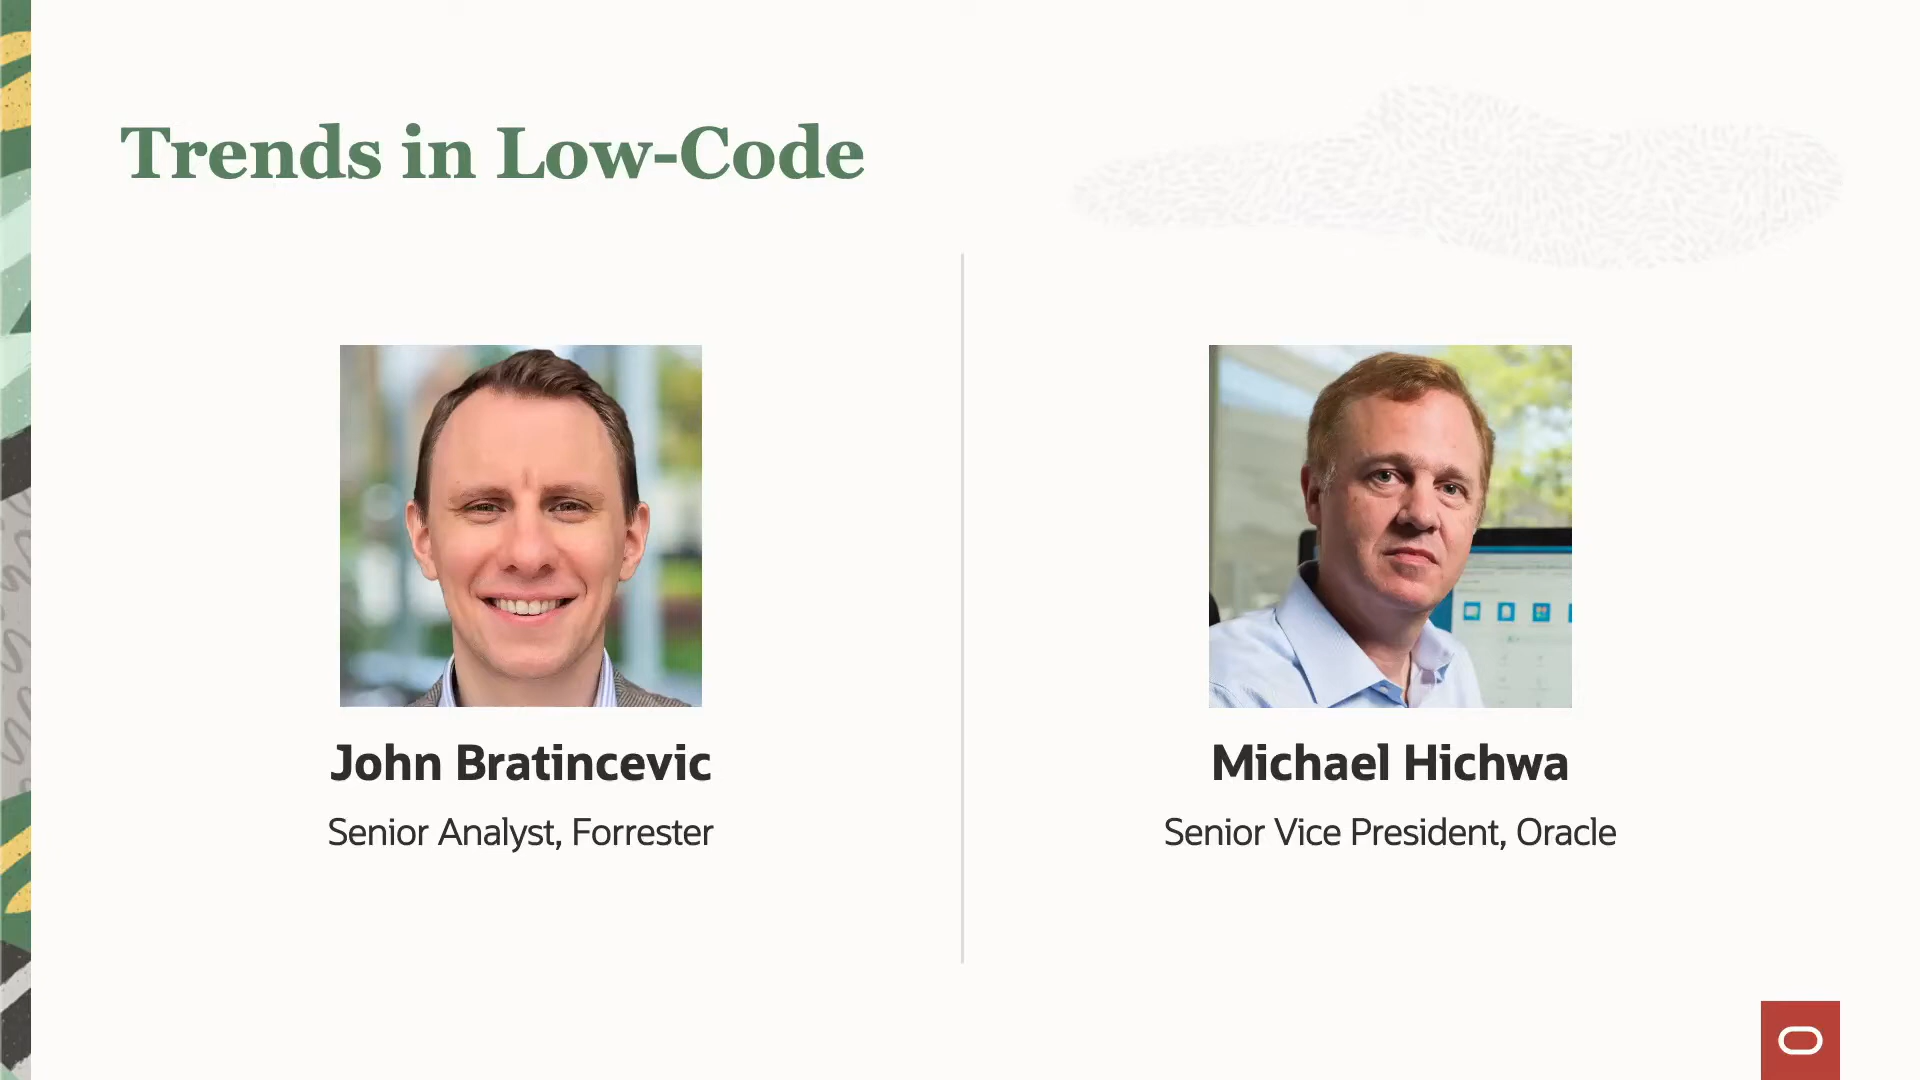 Trends in Low-Code
John Bratincevic
Senior Analyst, Forrester
Michael Hichwa
Senior Vice President, Oracle